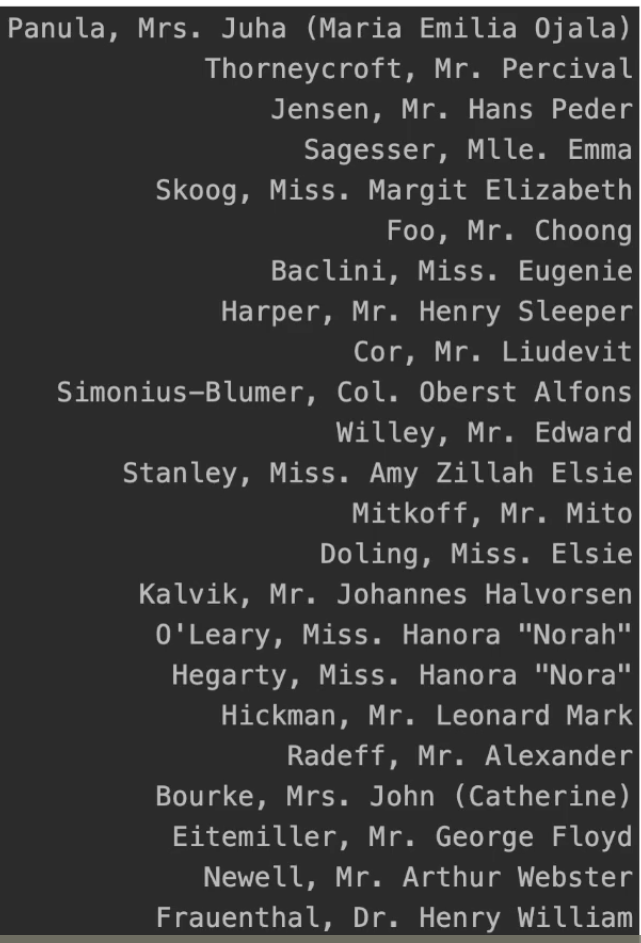 Panula, Mrs. Juha (Maria Emilia Ojala)
Thorneycroft, Mr. Percival
Jensen, Mr. Hans Peder
Sagesser, Mlle. Emma
Skoog, Miss. Margit Elizabeth
Foo, Mr. Choong
Baclini, Miss. Eugenie
Harper, Mr. Henry Sleeper
Cor, Mr. Liudevit
Simonius-Blumer, Col. Oberst Alfons
Willey, Mr. Edward
Stanley, Miss. Amy Zillah Elsie
Mitkoff, Mr. Mito
Doling, Miss. Elsie
Kalvik, Mr. Johannes Halvorsen
O'Leary, Miss. Hanora "Norah"
Hegarty, Miss. Hanora "Nora"
Hickman, Mr. Leonard Mark
Radeff, Mr. Alexander
Bourke, Mrs. John (Catherine)
Eitemiller, Mr. George Floyd
Newell, Mr. Arthur Webster
Frauenthal, Dr. Henry William